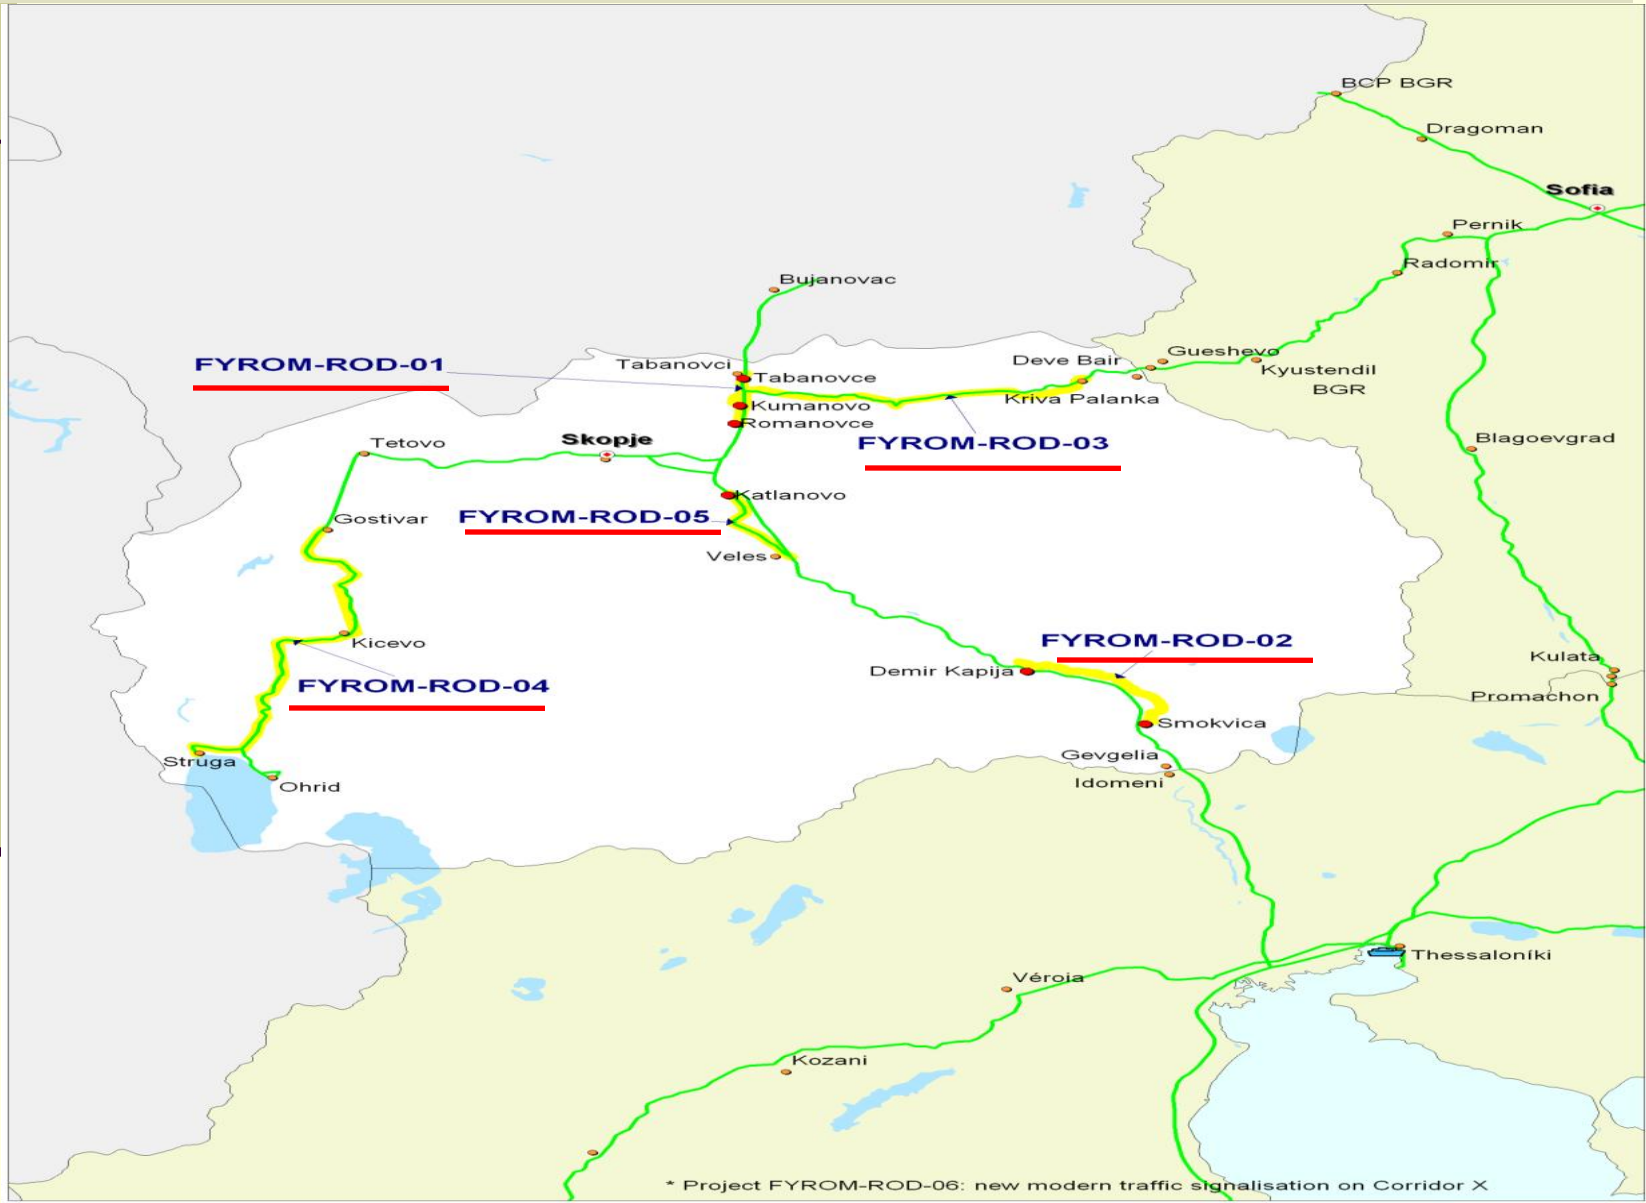 BCP BGR
Dragoman
Sofia
Pernik
Radomir
Bujanovac
Gueshevo
Deve Bair
Tabanovci
FYROM-ROD-01
Tabanovce
Kyustendil
BGR
Kriva Palanka
Kumanovo
Romanovce
Skopje
Tetovo
FYROM-ROD-03
Blagoevgrad
Katlanovo
Gostivar
FYROM-ROD-05
Veles
Kicevo
FYROM-ROD-02
Kulata
Demir Kapija
FYROM-ROD-04
Promachon
Smokvica
Struga
Gevgelia
Idomeni
Ohrid
Thessaloníki
Véroia
Kozani
* Project FYROM-ROD-06: new modern traffic signalisation on Corridor X